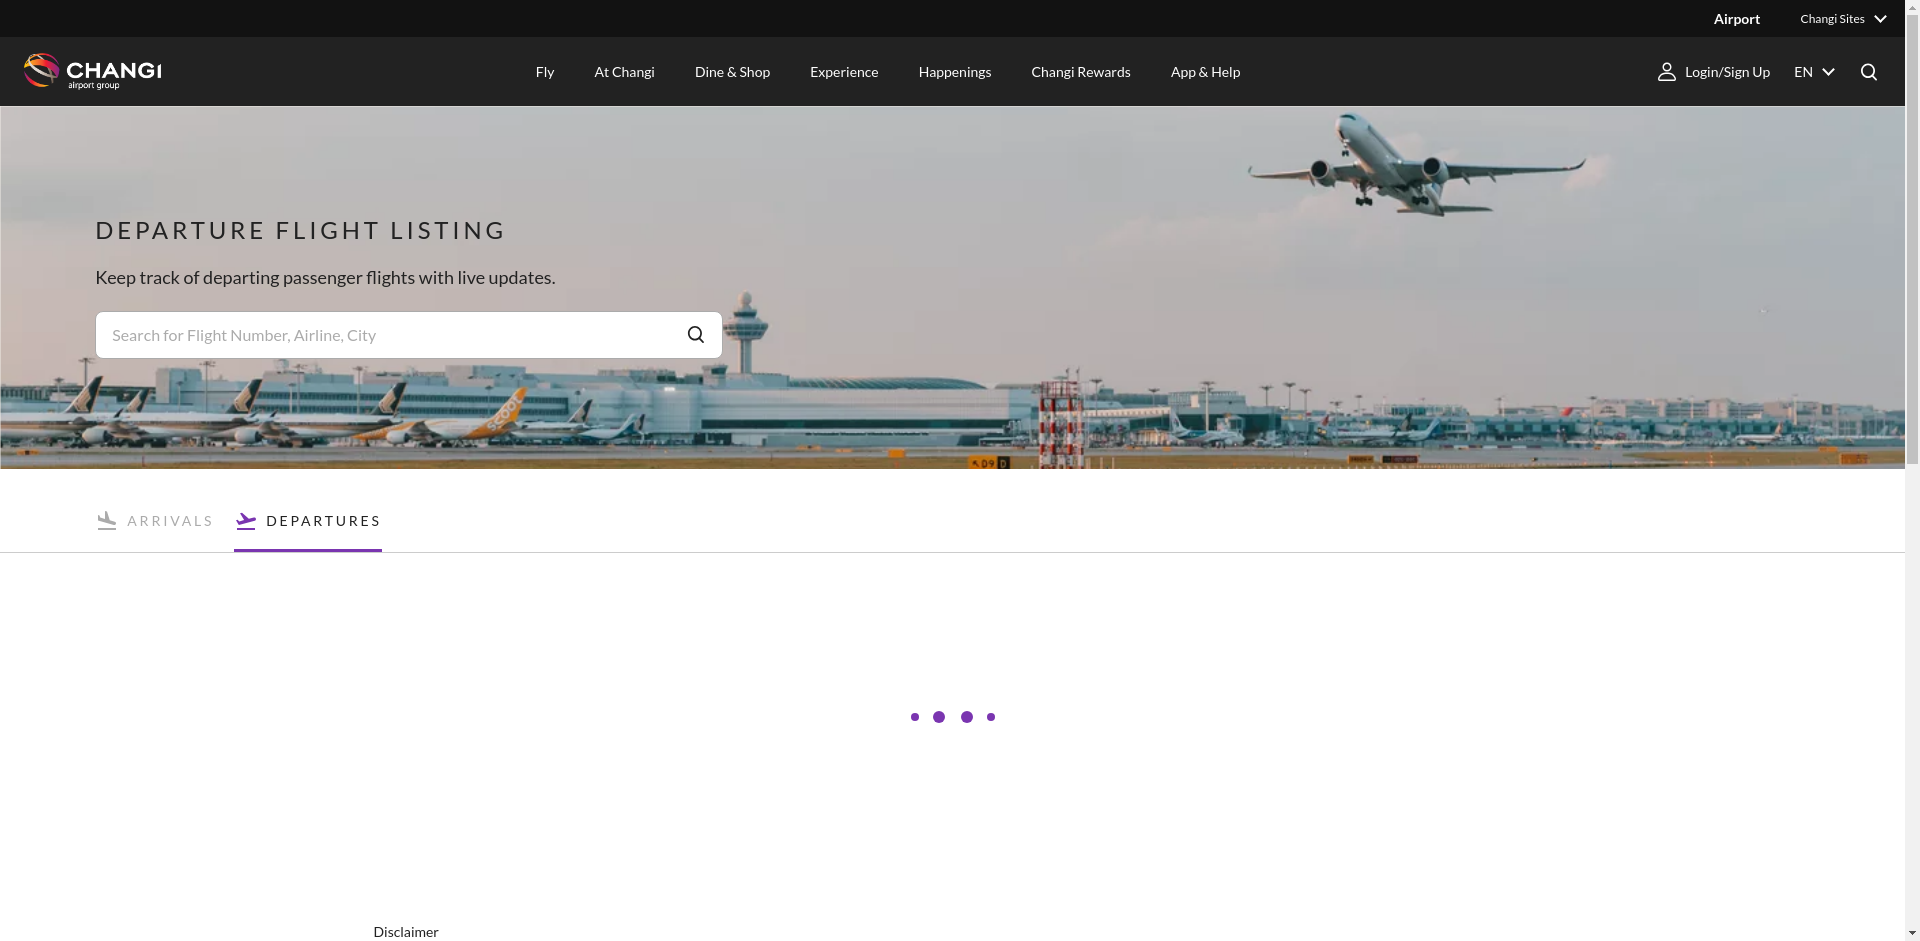 Airport
Changi Sites
CHANGI
airport group
Fly
At Changi
Dine & Shop
Experience
Happenings
Changi Rewards
App & Help
Login/Sign Up
EN
DEPARTURE FLIGHT LISTING
Keep track of departing passenger flights with live updates.
Search for Flight Number, Airline, City
scoot
D9 D
ARRIVALS
DEPARTURES
Disclaimer